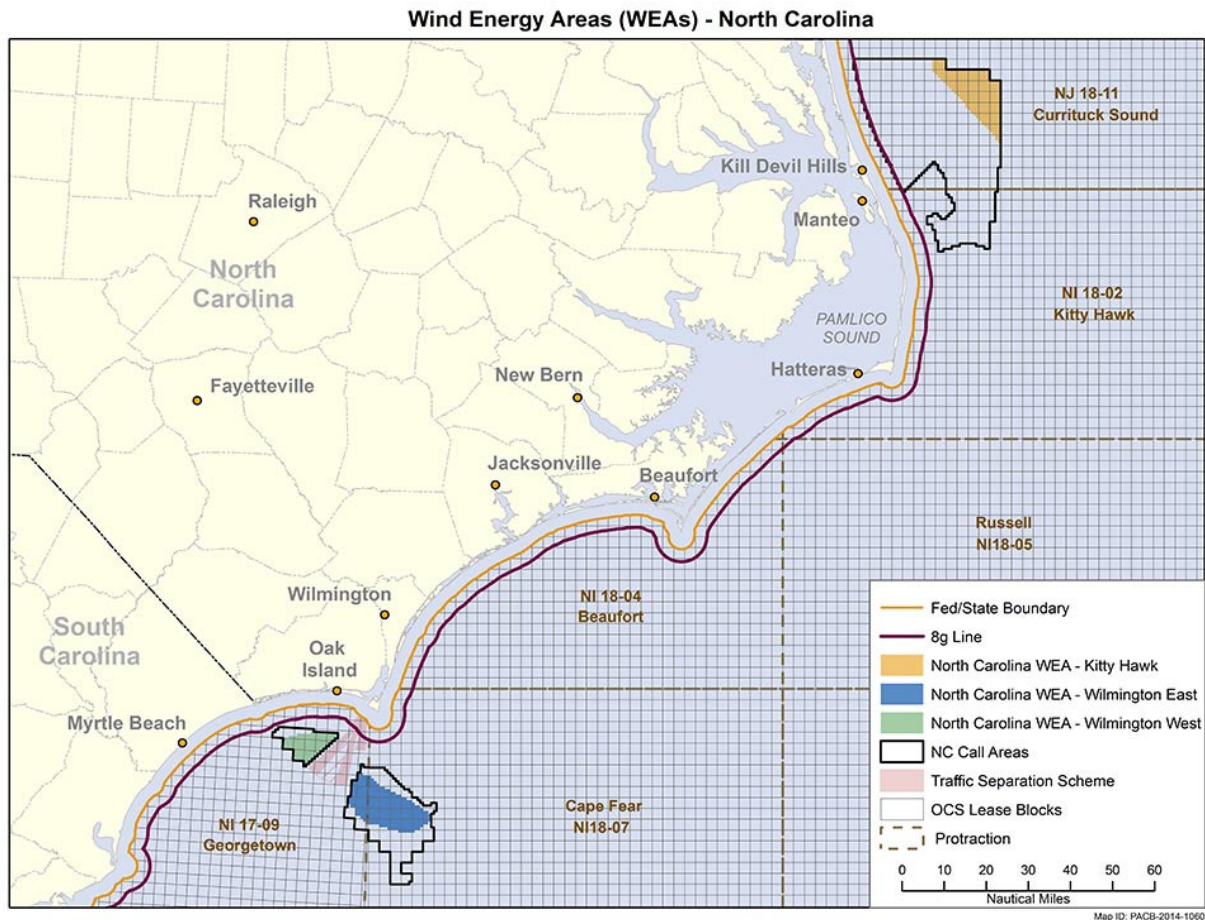 Wind Energy Areas (WEAs) - North Carolina
NJ 18-11
Currituck Sound
Kill Devil Hills
Manteo
Raleigh
North
Carolina
NI 18-02
Kitty Hawk
PAMLICO
SOUND
Hatteras
Fayetteville
New Bern
Jacksonville
Beaufort
Russell
NI18-05
Wilmington
NI 18-04
Beaufort
South
Carolina
Oak
Island
Myrtle Beach
NI 17-09
Georgetown
Cape Fear
NI18-07
Fed/State Boundary
8g Line
North Carolina WEA - Kitty Hawk
North Carolina WEA - Wilmington East
North Carolina WEA - Wilmington West
NC Call Areas
Traffic Separation Scheme
OCS Lease Blocks
Protraction
0 10 20 30 40 50 60
Nautical Miles
Map ID: PACB-2014-1060